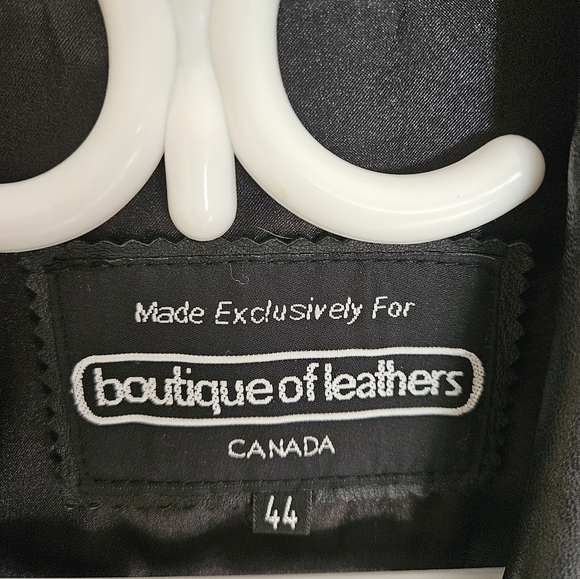 Made Exclusively For
boutique of leathers
CANADA
44